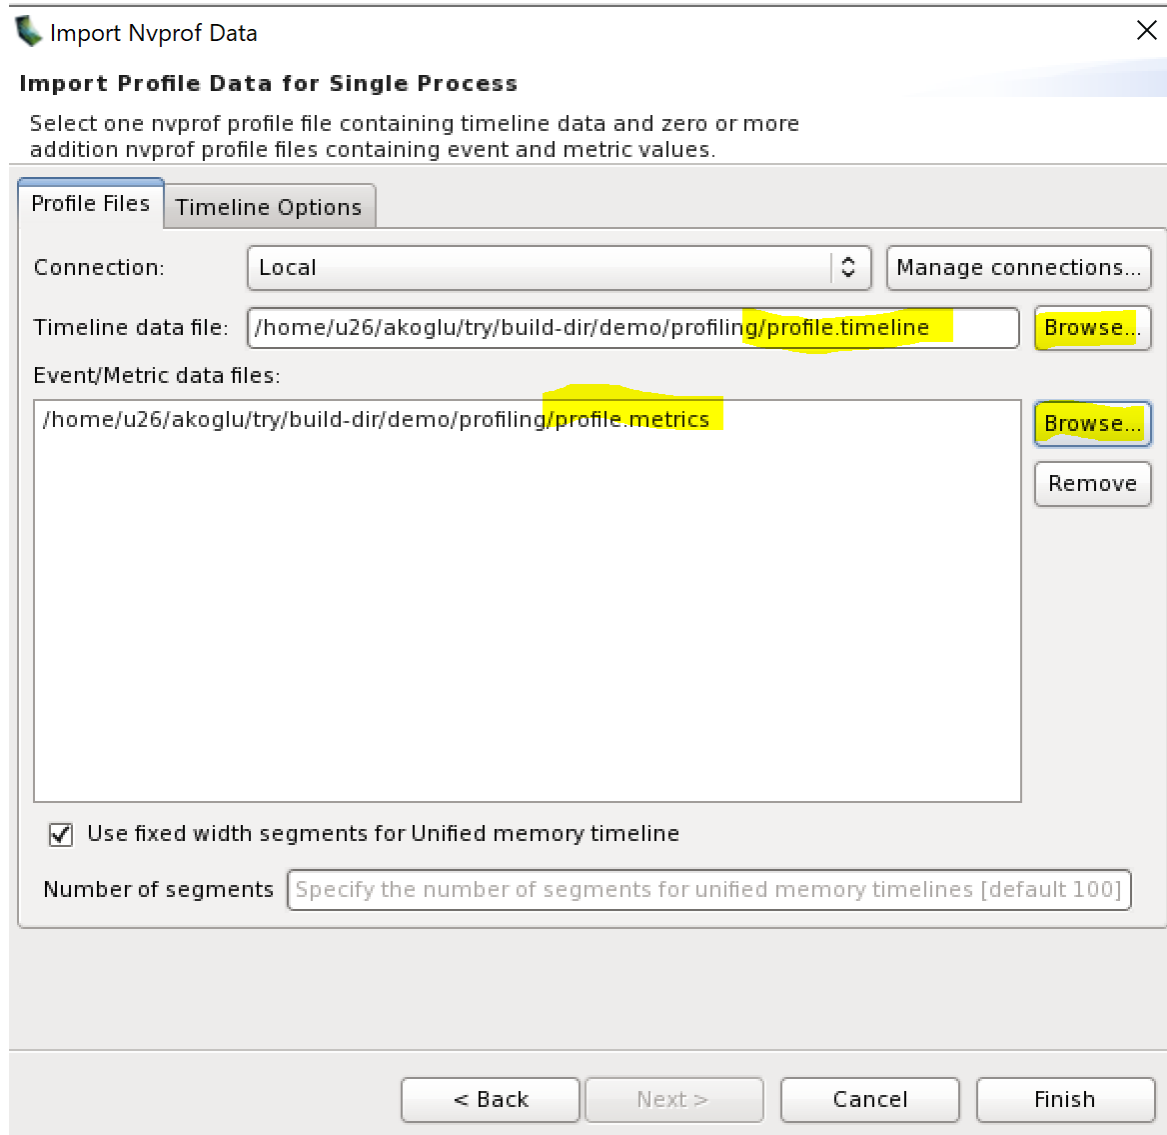 Import Nvprof Data
Import Profile Data for Single Process
Select one nvprof profile file containing timeline data and zero or more
addition nvprof profile files containing event and metric values.
Profile Files Timeline Options
Connection: Local Manage connections...
Timeline data file: /home/u26/akoglu/try/build-dir/demo/profiling/profile.timeline Browse...
Event/Metric data files:
/home/u26/akoglu/try/build-dir/demo/profiling/profile.metrics Browse...
Remove
Use fixed width segments for Unified memory timeline
Number of segments Specify the number of segments for unified memory timelines [default 100]
< Back Next > Cancel Finish